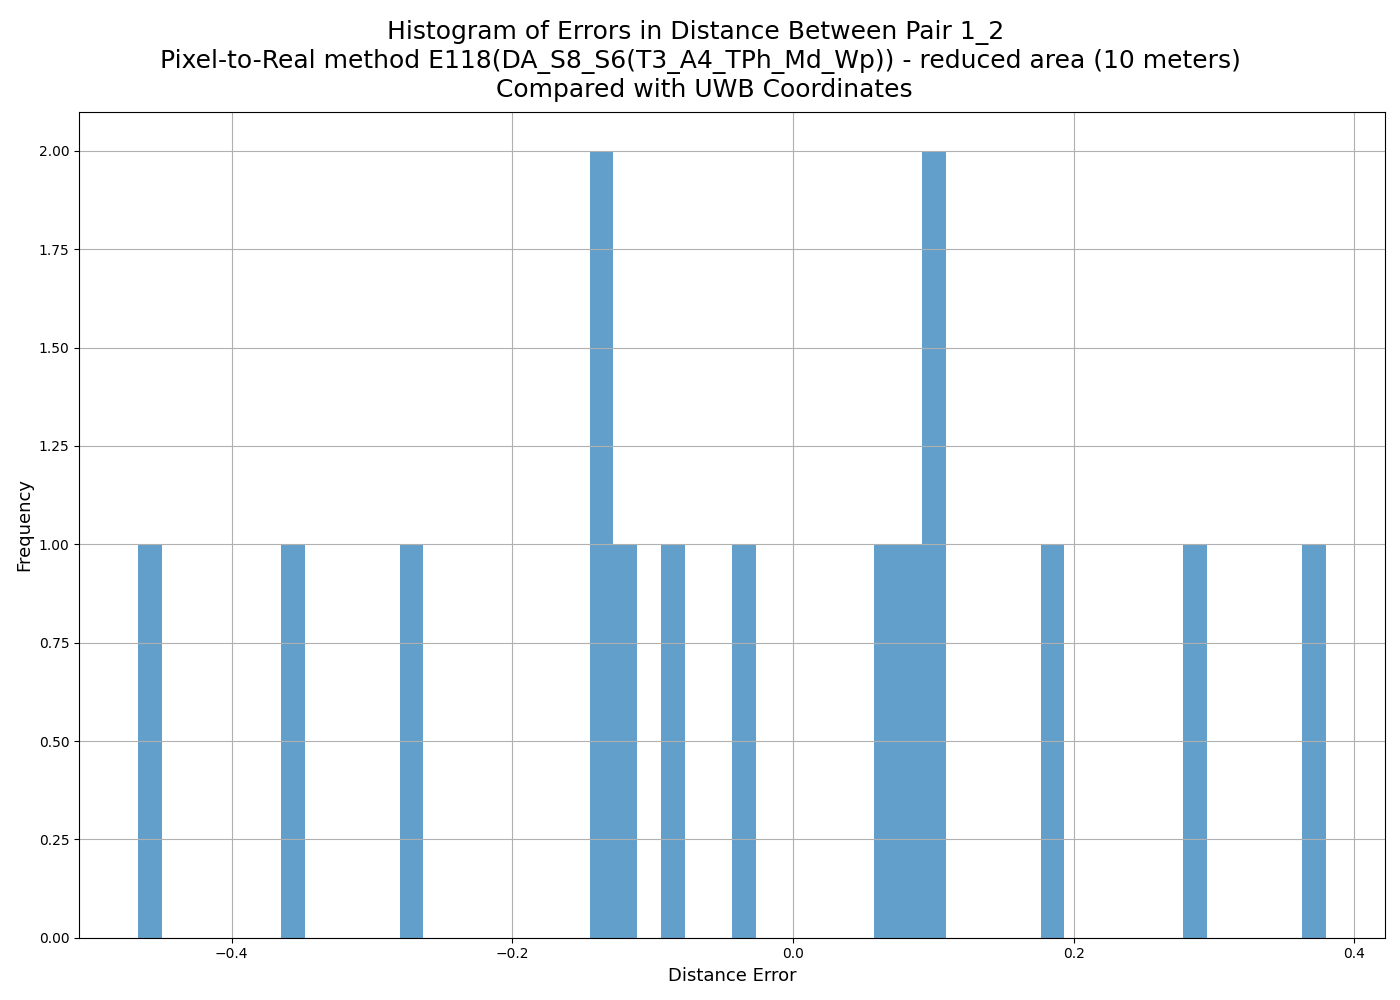 Histogram of Errors in Distance Between Pair 1_2
Pixel-to-Real method E118(DA_S8_S6(T3_A4_TPh_Md_Wp)) - reduced area (10 meters)
Compared with UWB Coordinates
2.00
1.75
1.50
1.25
1.00
0.75
0.50
0.25
0.00
Frequency
−0.4 −0.2 0.0 0.2 0.4
Distance Error